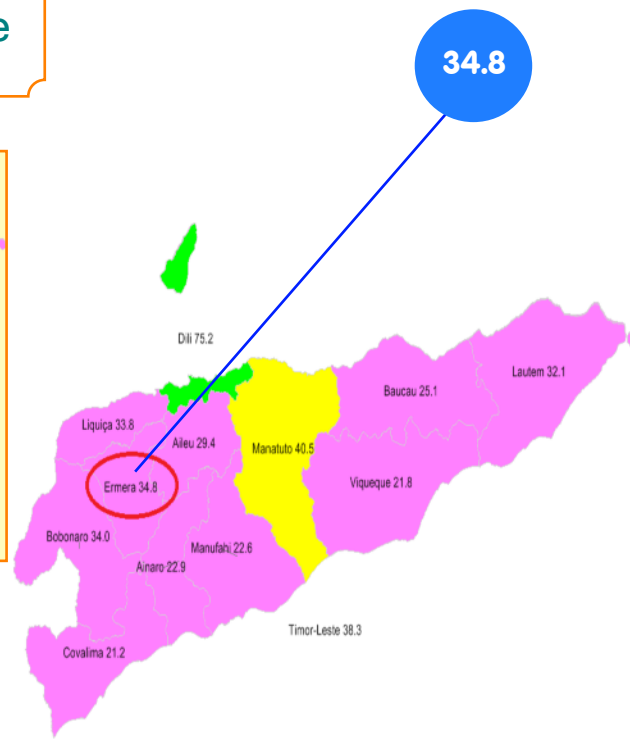 e
34.8
Dili 75.2
Lautem 32.1
Baucau 25.1
Liquiça 33.8
Aileu 29.4
Manatuto 40.5
Viqueque 21.8
Ermera 34.8
Bobonaro 34.0
Manufahi 22.6
Ainaro 22.9
Timor-Leste 38.3
Covalima 21.2